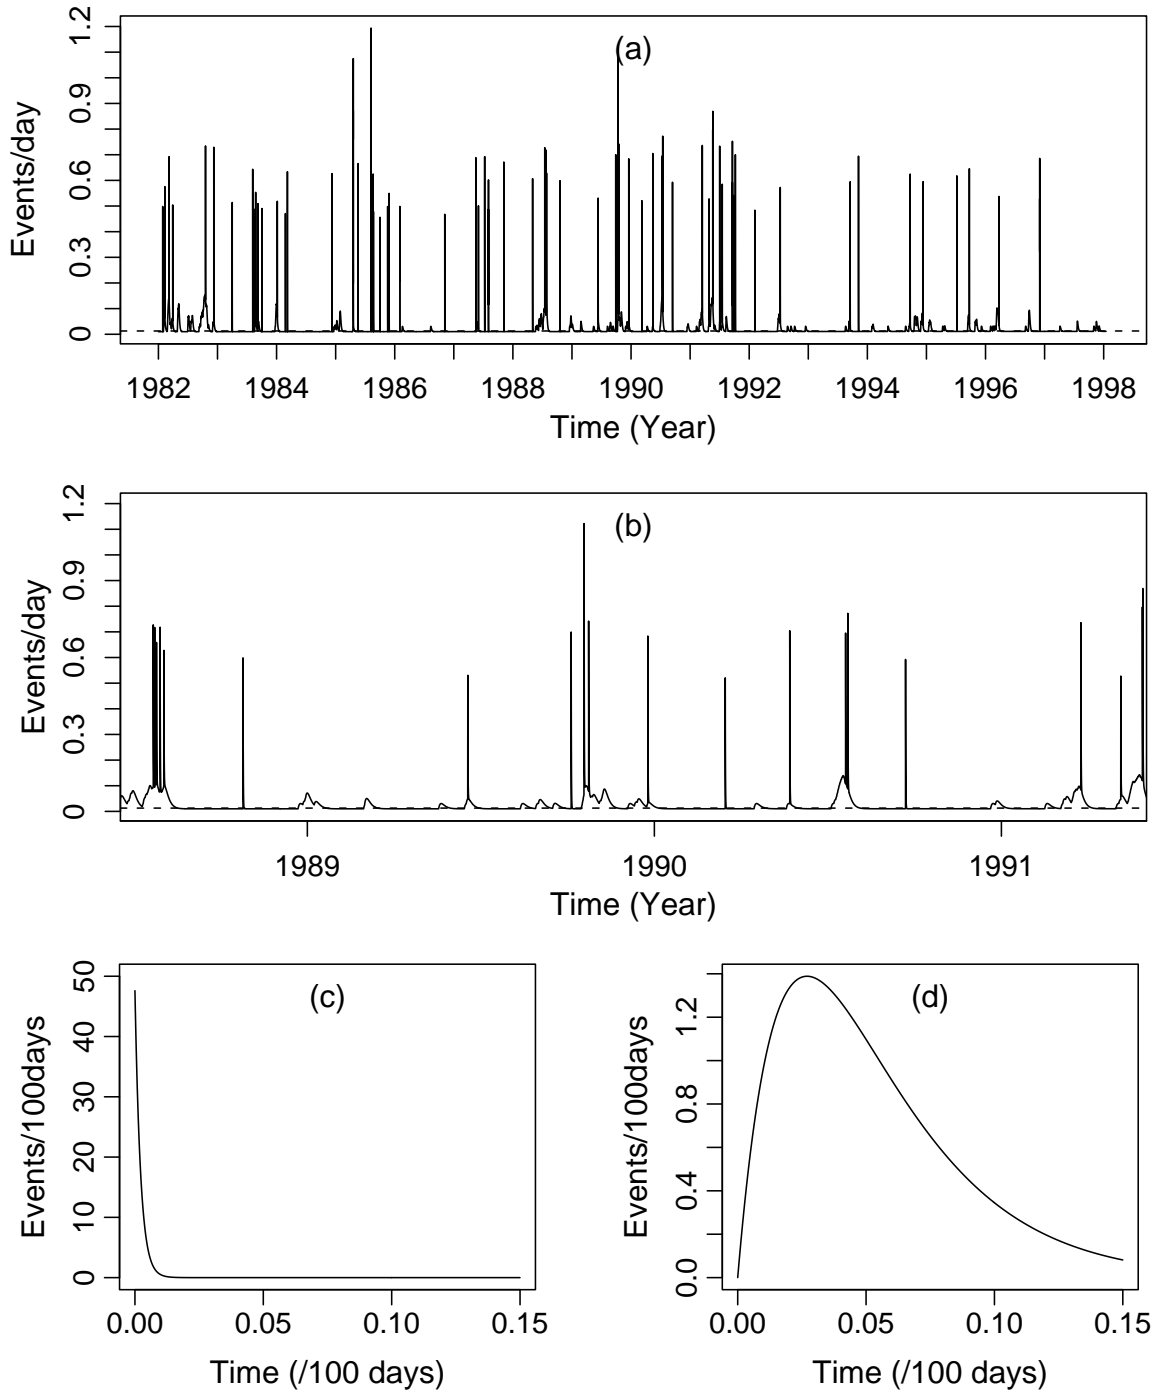 (a)
Events/day
0 0.3 0.6 0.9 1.2
1982 1984 1986 1988 1990 1992 1994 1996 1998
Time (Year)
(b)
Events/day
0 0.3 0.6 0.9 1.2
1989 1990 1991
Time (Year)
(c)
Events/100days
0 10 20 30 40 50
0.00 0.05 0.10 0.15
Time (/100 days)
(d)
Events/100days
0.0 0.4 0.8 1.2
0.00 0.05 0.10 0.15
Time (/100 days)